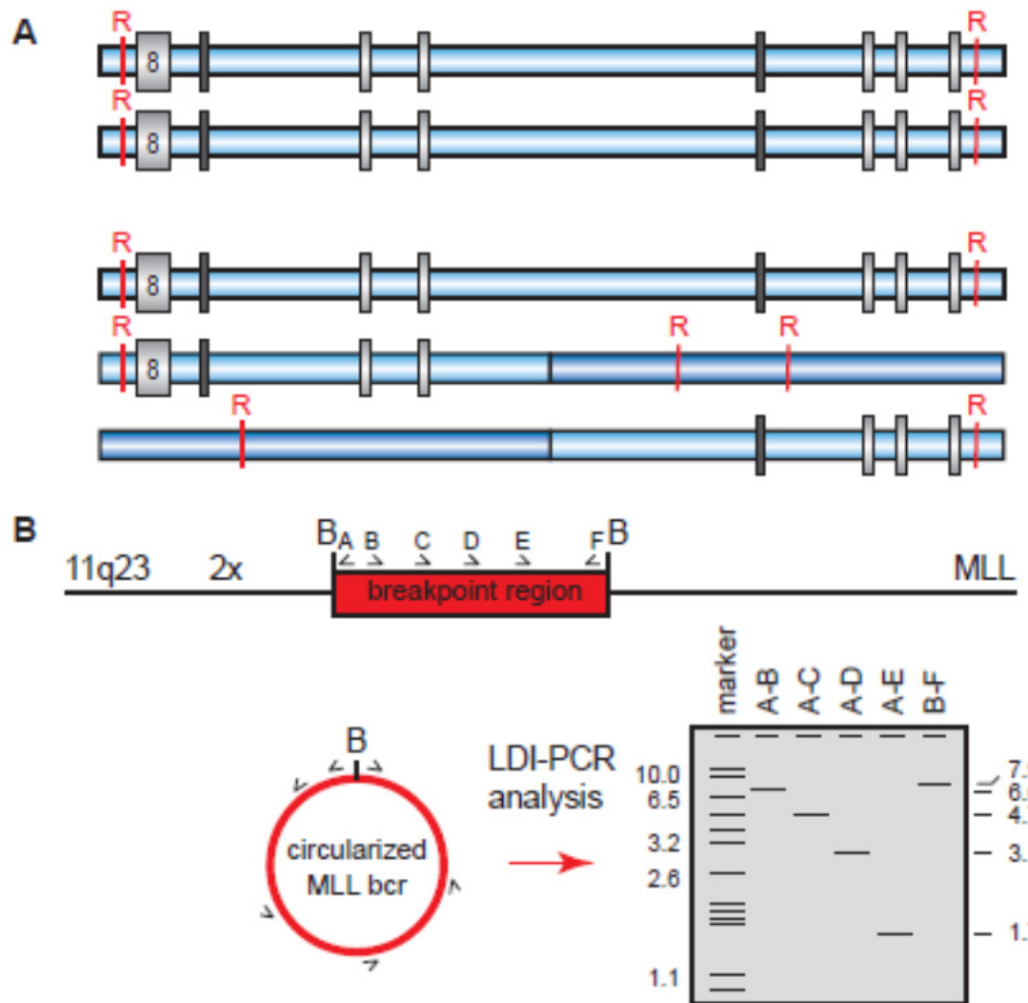 A
R R
8
R R
8
R R
8
R R R
8
R R
B
B A B C D E F B
11q23 2x MLL
breakpoint region
marker A-B A-C A-D A-E B-F
B
LDI-PCR
analysis
circularized
MLL bcr
10.0
6.5
3.2
2.6
1.1